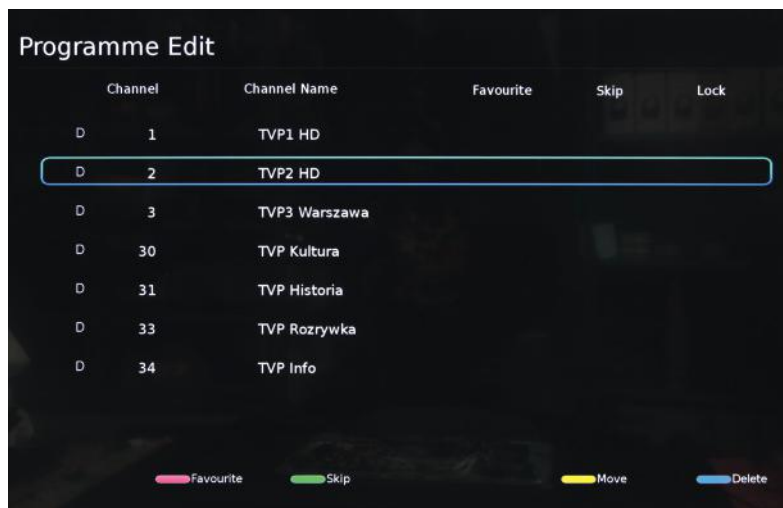 Programme Edit
Channel Channel Name Favourite Skip Lock
D 1 TVP1 HD
D 2 TVP2 HD
D 3 TVP3 Warszawa
D 30 TVP Kultura
D 31 TVP Historia
D 33 TVP Rozrywka
D 34 TVP Info
Favourite Skip Move Delete